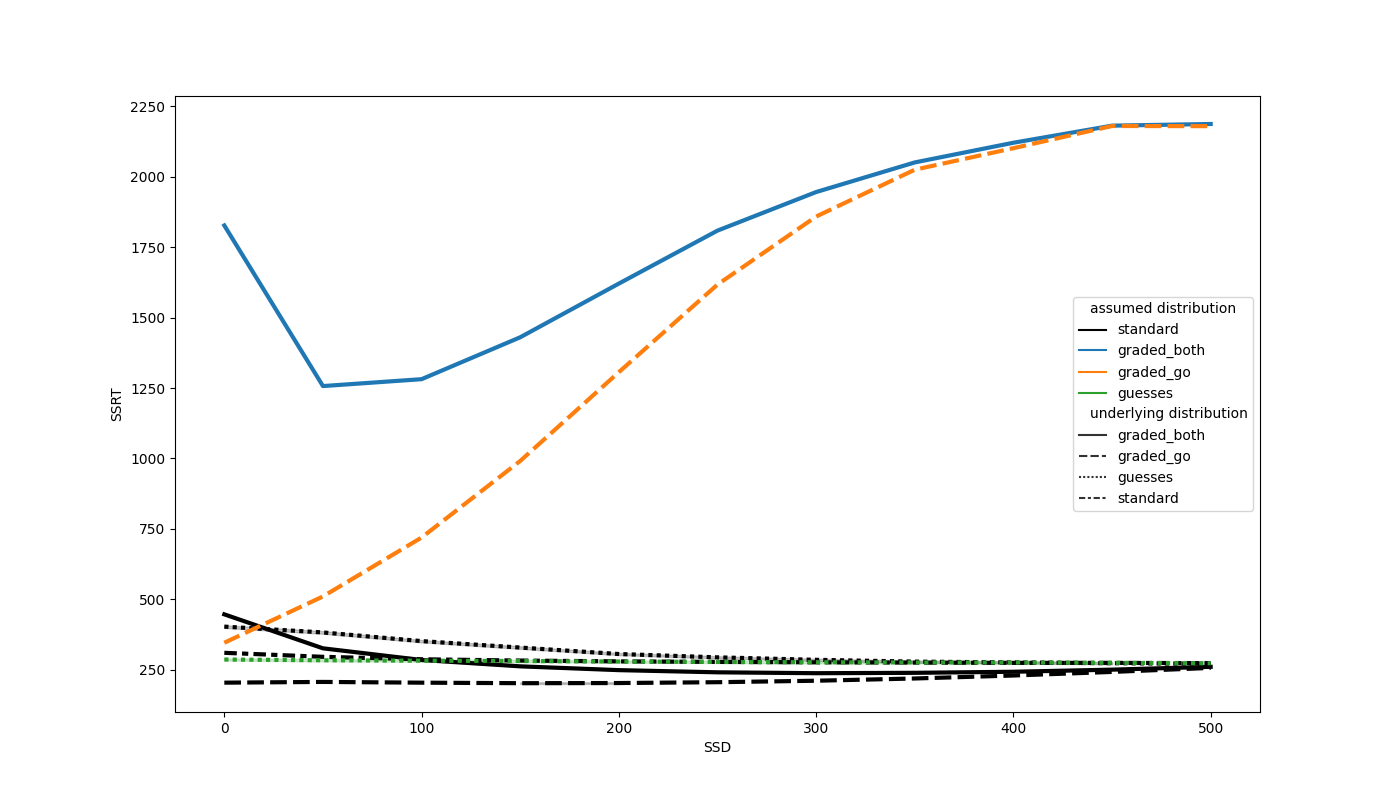 2250
2000
1750
1500
1250
1000
750
500
250
SSRT
0
100
200
300
400
500
SSD
assumed distribution
standard
graded_both
graded_go
guesses
underlying distribution
graded_both
graded_go
guesses
standard